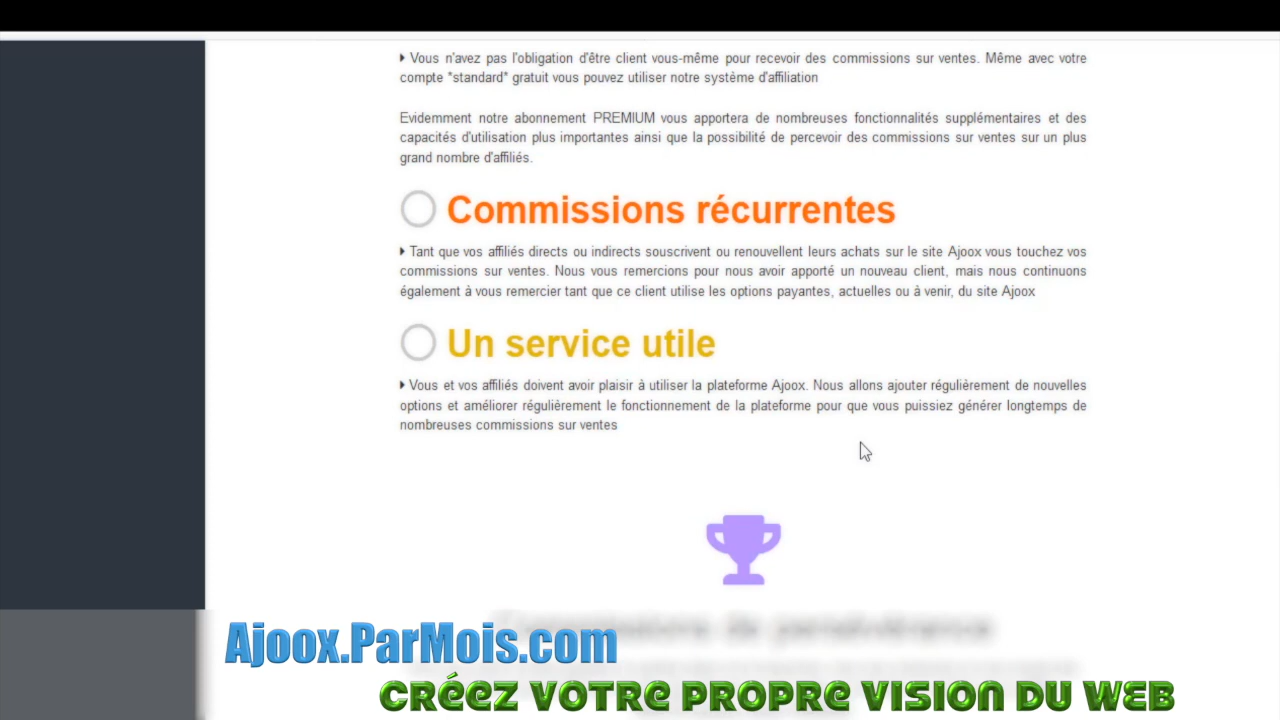 Vous n'avez pas l'obligation d'être client vous-même pour recevoir des commissions sur ventes. Même avec votre
compte *standard* gratuit vous pouvez utiliser notre système d'affiliation
Evidemment notre abonnement PREMIUM vous apportera de nombreuses fonctionnalités supplémentaires et des
capacités d'utilisation plus importantes ainsi que la possibilité de percevoir des commissions sur ventes sur un plus
grand nombre d'affiliés.
Commissions récurrentes
Tant que vos affiliés directs ou indirects souscrivent ou renouvellent leurs achats sur le site Ajoox vous touchez vos
commissions sur ventes. Nous vous remercions pour nous avoir apporté un nouveau client, mais nous continuons
également à vous remercier tant que ce client utilise les options payantes, actuelles ou à venir, du site Ajoox
Un service utile
Vous et vos affiliés doivent avoir plaisir à utiliser la plateforme Ajoox. Nous allons ajouter régulièrement de nouvelles
options et améliorer régulièrement le fonctionnement de la plateforme pour que vous puissiez générer longtemps de
nombreuses commissions sur ventes
Ajoox.ParMois.com
CRÉEZ VOTRE PROPRE VISION DU WEB